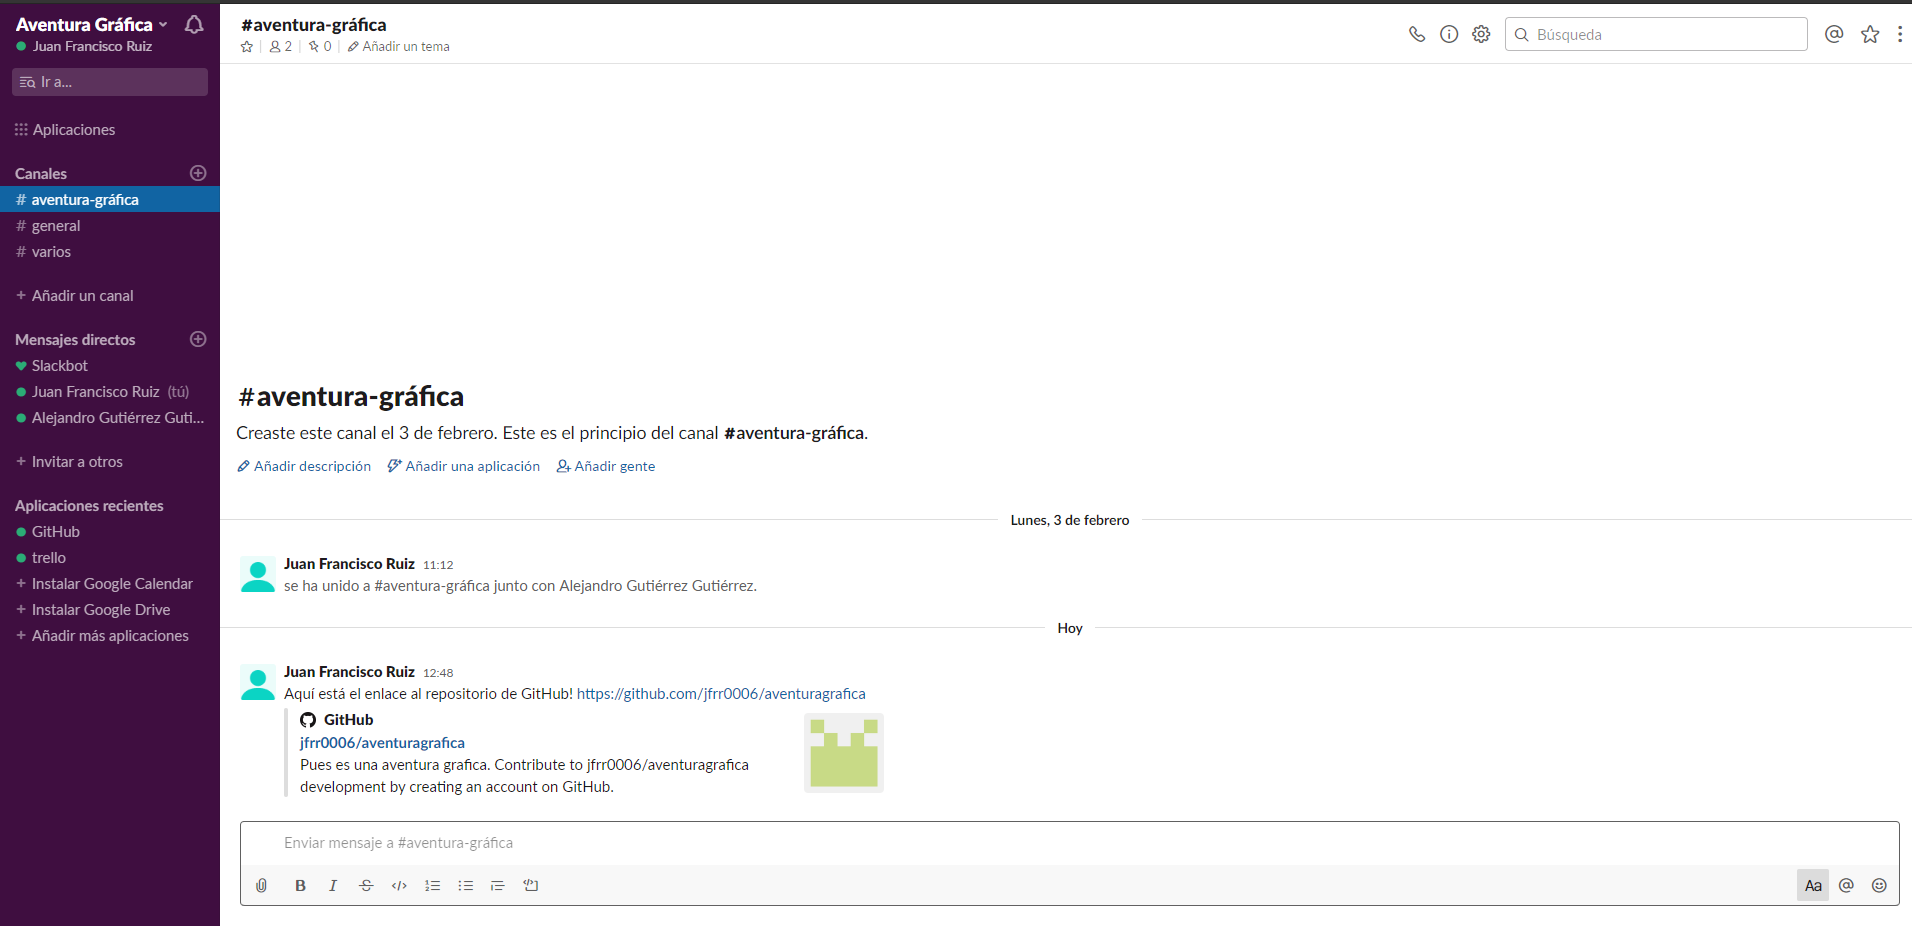 Aventura Gráfica
Juan Francisco Ruiz
Ir a...
Aplicaciones
Canales
# aventura-gráfica
# general
# varios
+ Añadir un canal
Mensajes directos
Slackbot
Juan Francisco Ruiz (tú)
Alejandro Gutiérrez Guti...
+ Invitar a otros
Aplicaciones recientes
GitHub
trello
+ Instalar Google Calendar
+ Instalar Google Drive
+ Añadir más aplicaciones
#aventura-gráfica
2 | 0 | Añadir un tema
Búsqueda
#aventura-gráfica
Creaste este canal el 3 de febrero. Este es el principio del canal #aventura-gráfica.
Añadir descripción Añadir una aplicación Añadir gente
Lunes, 3 de febrero
Juan Francisco Ruiz 11:12
se ha unido a #aventura-gráfica junto con Alejandro Gutiérrez Gutiérrez.
Hoy
Juan Francisco Ruiz 12:48
Aquí está el enlace al repositorio de GitHub! https://github.com/jfrr0006/aventuragrafica
GitHub
jfrr0006/aventuragrafica
Pues es una aventura grafica. Contribute to jfrr0006/aventuragrafica
development by creating an account on GitHub.
Enviar mensaje a #aventura-gráfica
B I S </> Aa @